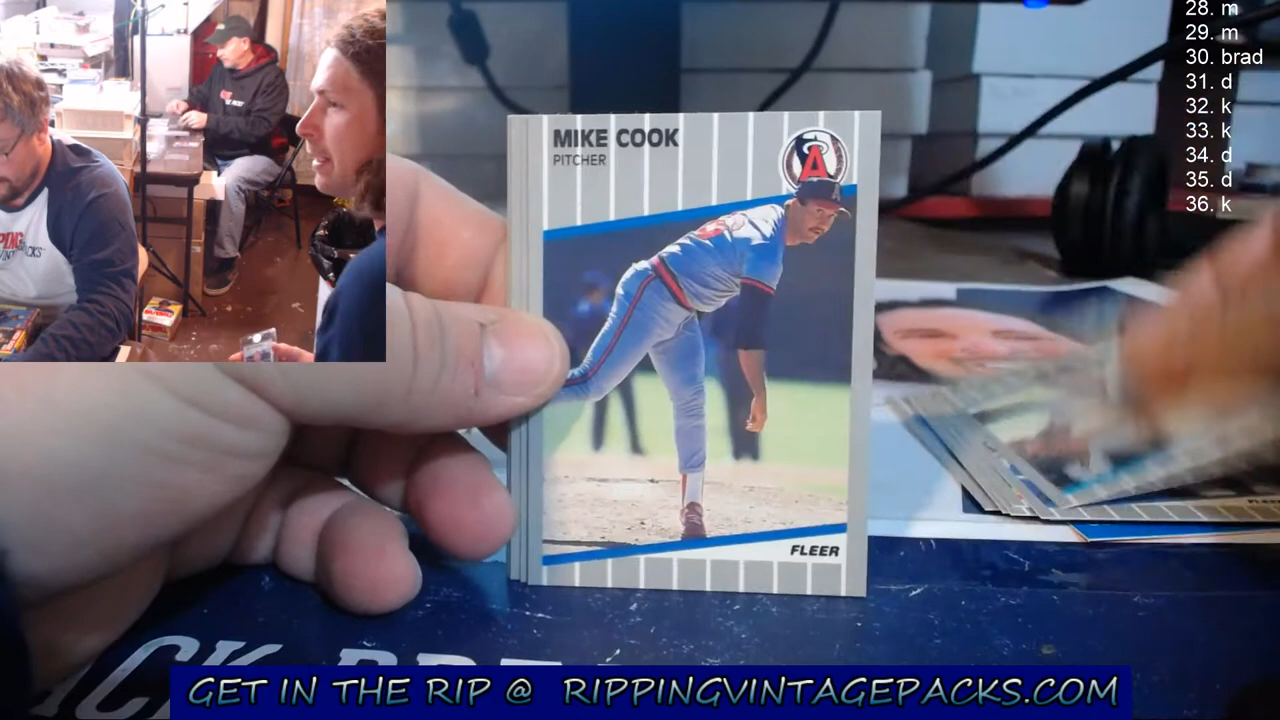 28. m
29. m
30. brad
31. d
32. k
33. k
34. d
35. d
36. k
MIKE COOK
PITCHER
A
FLEER
GET IN THE RIP @ RIPPINGVINTAGEPACKS.COM